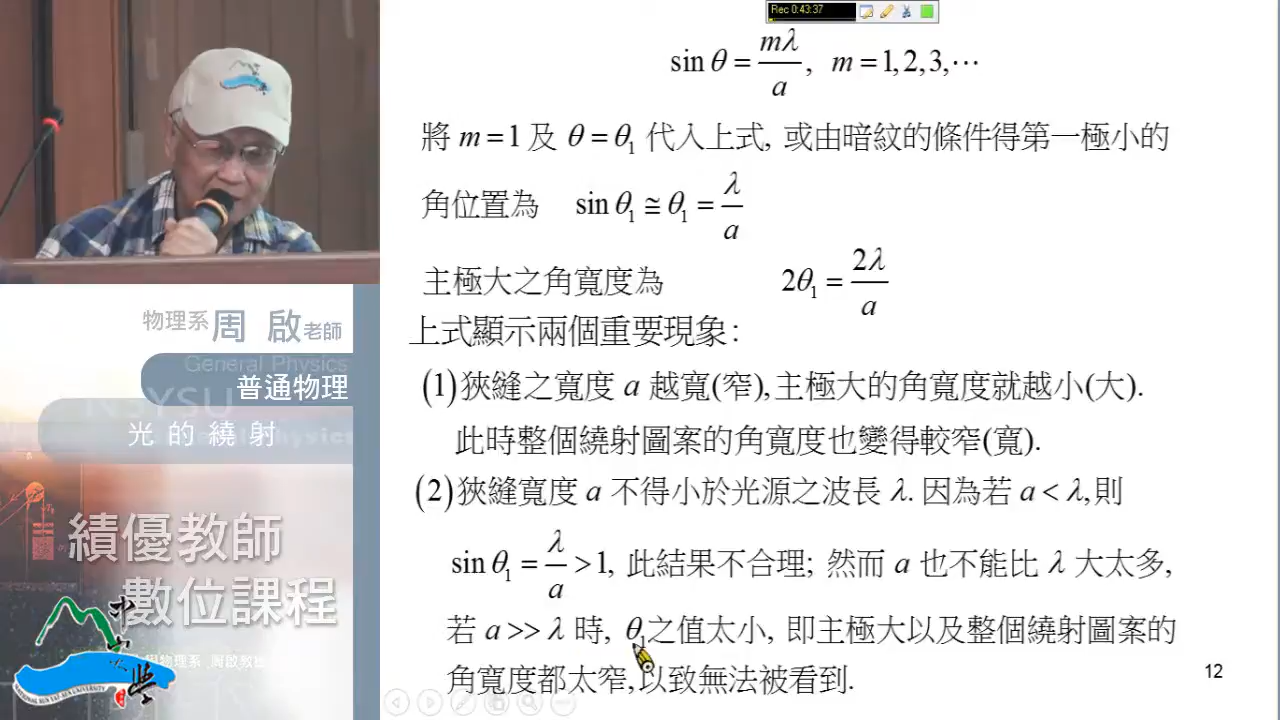 Rec 0:43:37
sin θ = mλ/a, m = 1, 2, 3, ⋯
將 m = 1 及 θ = θ₁ 代入上式, 或由暗紋的條件得第一極小的
角位置為 sin θ₁ ≅ θ₁ = λ/a
主極大之角寬度為 2θ₁ = 2λ/a
上式顯示兩個重要現象:
(1) 狹縫之寬度 a 越寬(窄), 主極大的角寬度就越小(大).
此時整個繞射圖案的角寬度也變得較窄(寬).
(2) 狹縫寬度 a 不得小於光源之波長 λ. 因為若 a < λ, 則
sin θ₁ = λ/a > 1, 此結果不合理; 然而 a 也不能比 λ 大太多,
若 a >> λ 時, θ₁之值太小, 即主極大以及整個繞射圖案的
角寬度都太窄, 以致無法被看到.
12
物理系 周 啟 老師
General Physics
普通物理
NSYSU
光的繞射
績優教師
數位課程